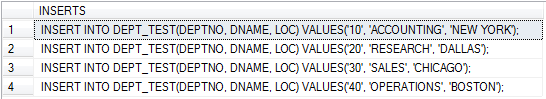 INSERTS
1 INSERT INTO DEPT_TEST(DEPTNO, DNAME, LOC) VALUES('10', 'ACCOUNTING', 'NEW YORK');
2 INSERT INTO DEPT_TEST(DEPTNO, DNAME, LOC) VALUES('20', 'RESEARCH', 'DALLAS');
3 INSERT INTO DEPT_TEST(DEPTNO, DNAME, LOC) VALUES('30', 'SALES', 'CHICAGO');
4 INSERT INTO DEPT_TEST(DEPTNO, DNAME, LOC) VALUES('40', 'OPERATIONS', 'BOSTON');